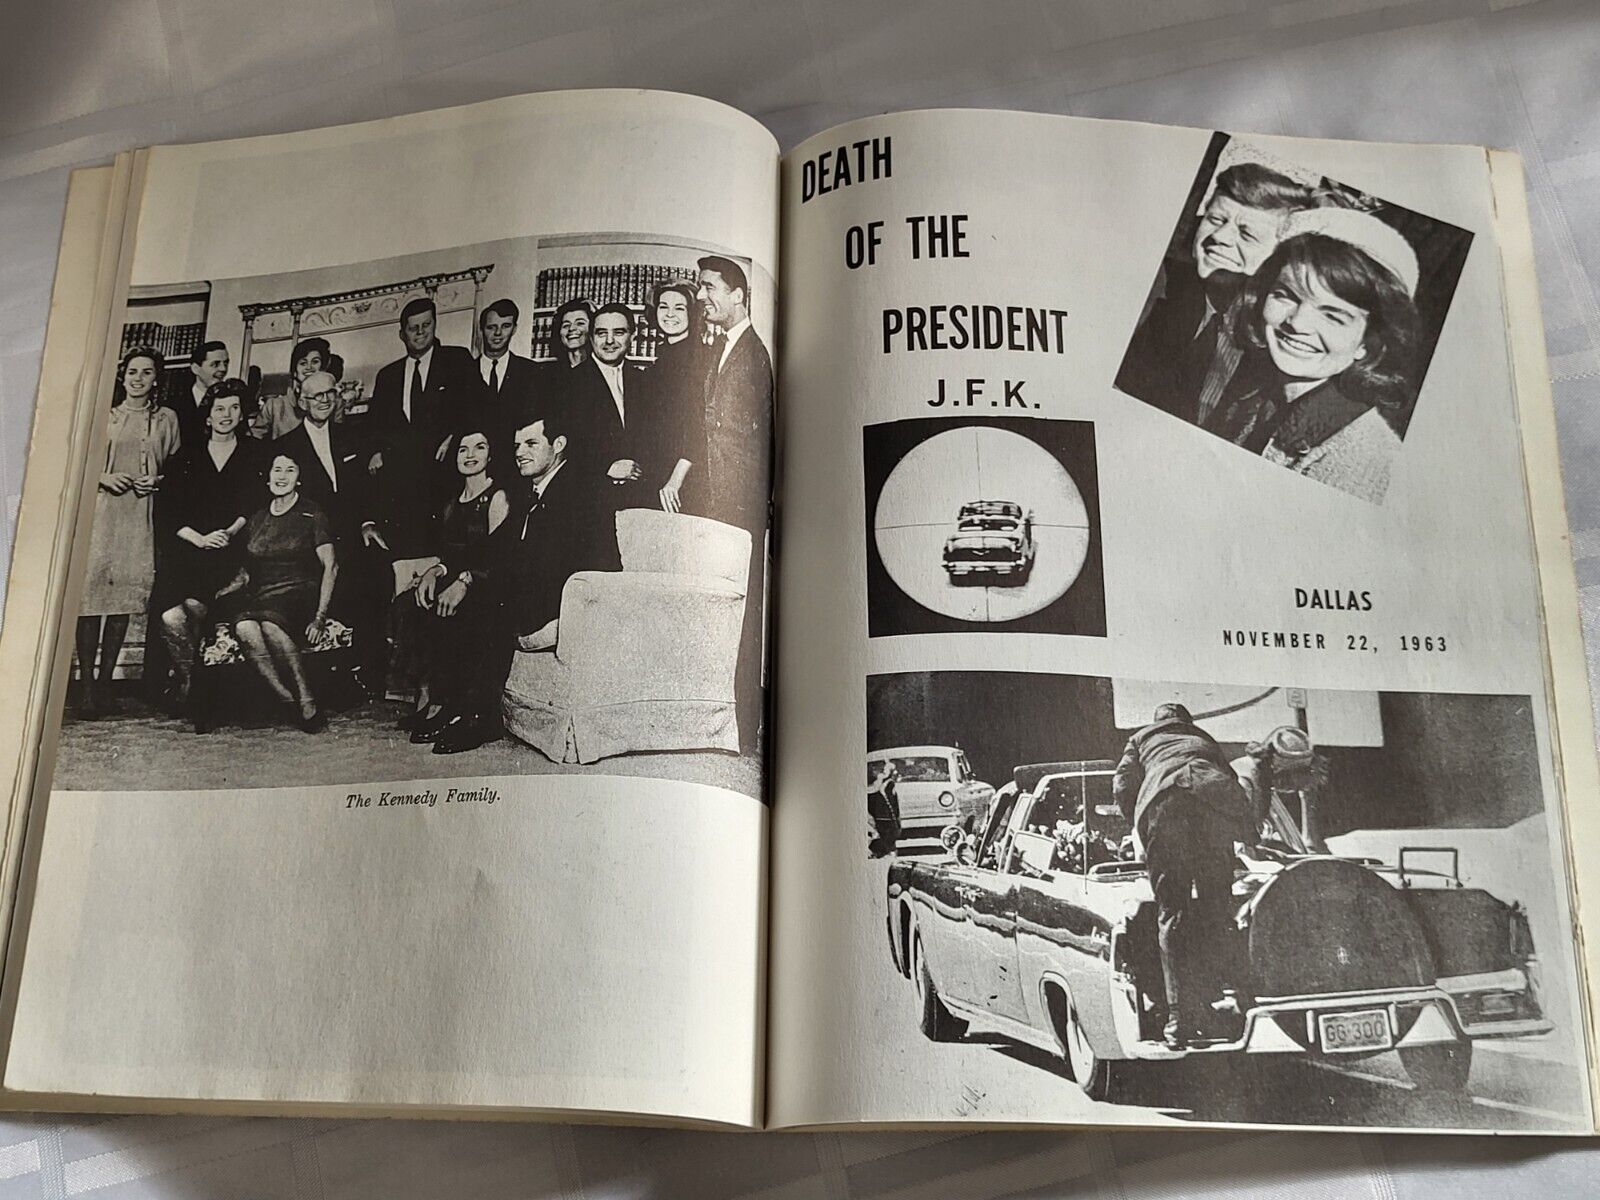 The Kennedy Family.
DEATH
OF THE
PRESIDENT
J.F.K.
DALLAS
NOVEMBER 22, 1963
GG·300